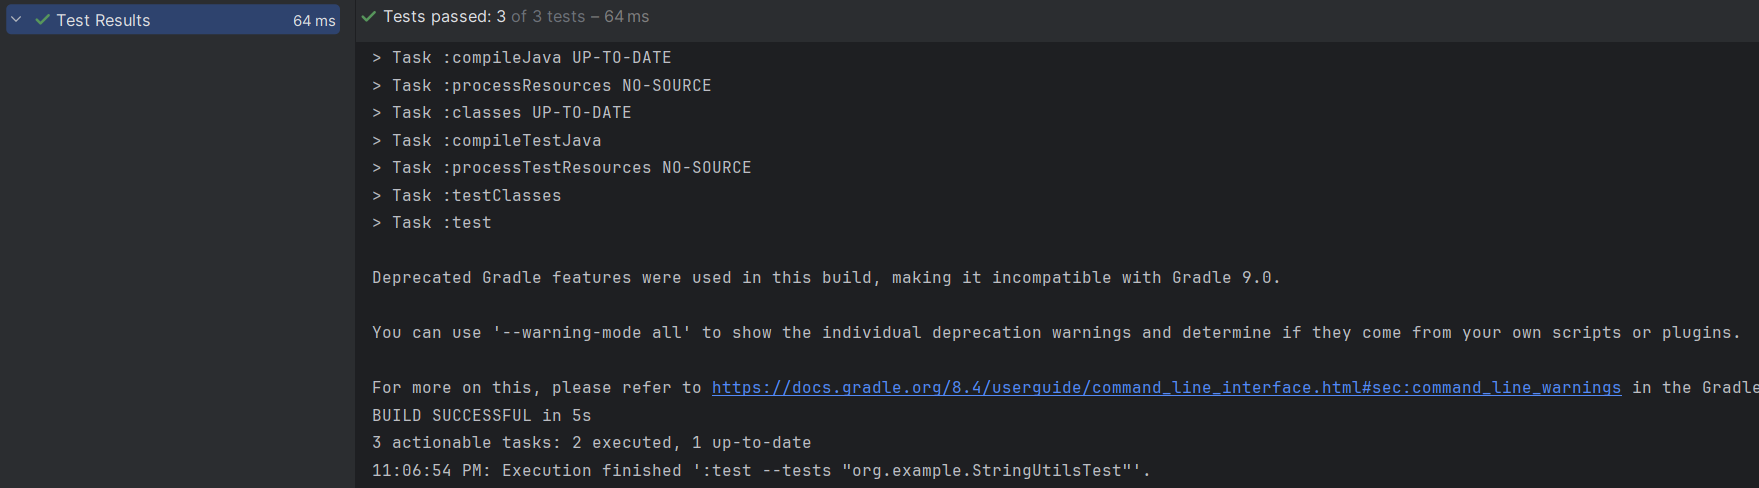 Test Results 64 ms
Tests passed: 3 of 3 tests – 64 ms
> Task :compileJava UP-TO-DATE
> Task :processResources NO-SOURCE
> Task :classes UP-TO-DATE
> Task :compileTestJava
> Task :processTestResources NO-SOURCE
> Task :testClasses
> Task :test
Deprecated Gradle features were used in this build, making it incompatible with Gradle 9.0.
You can use '--warning-mode all' to show the individual deprecation warnings and determine if they come from your own scripts or plugins.
For more on this, please refer to https://docs.gradle.org/8.4/userguide/command_line_interface.html#sec:command_line_warnings in the Gradle
BUILD SUCCESSFUL in 5s
3 actionable tasks: 2 executed, 1 up-to-date
11:06:54 PM: Execution finished ':test --tests "org.example.StringUtilsTest"'.